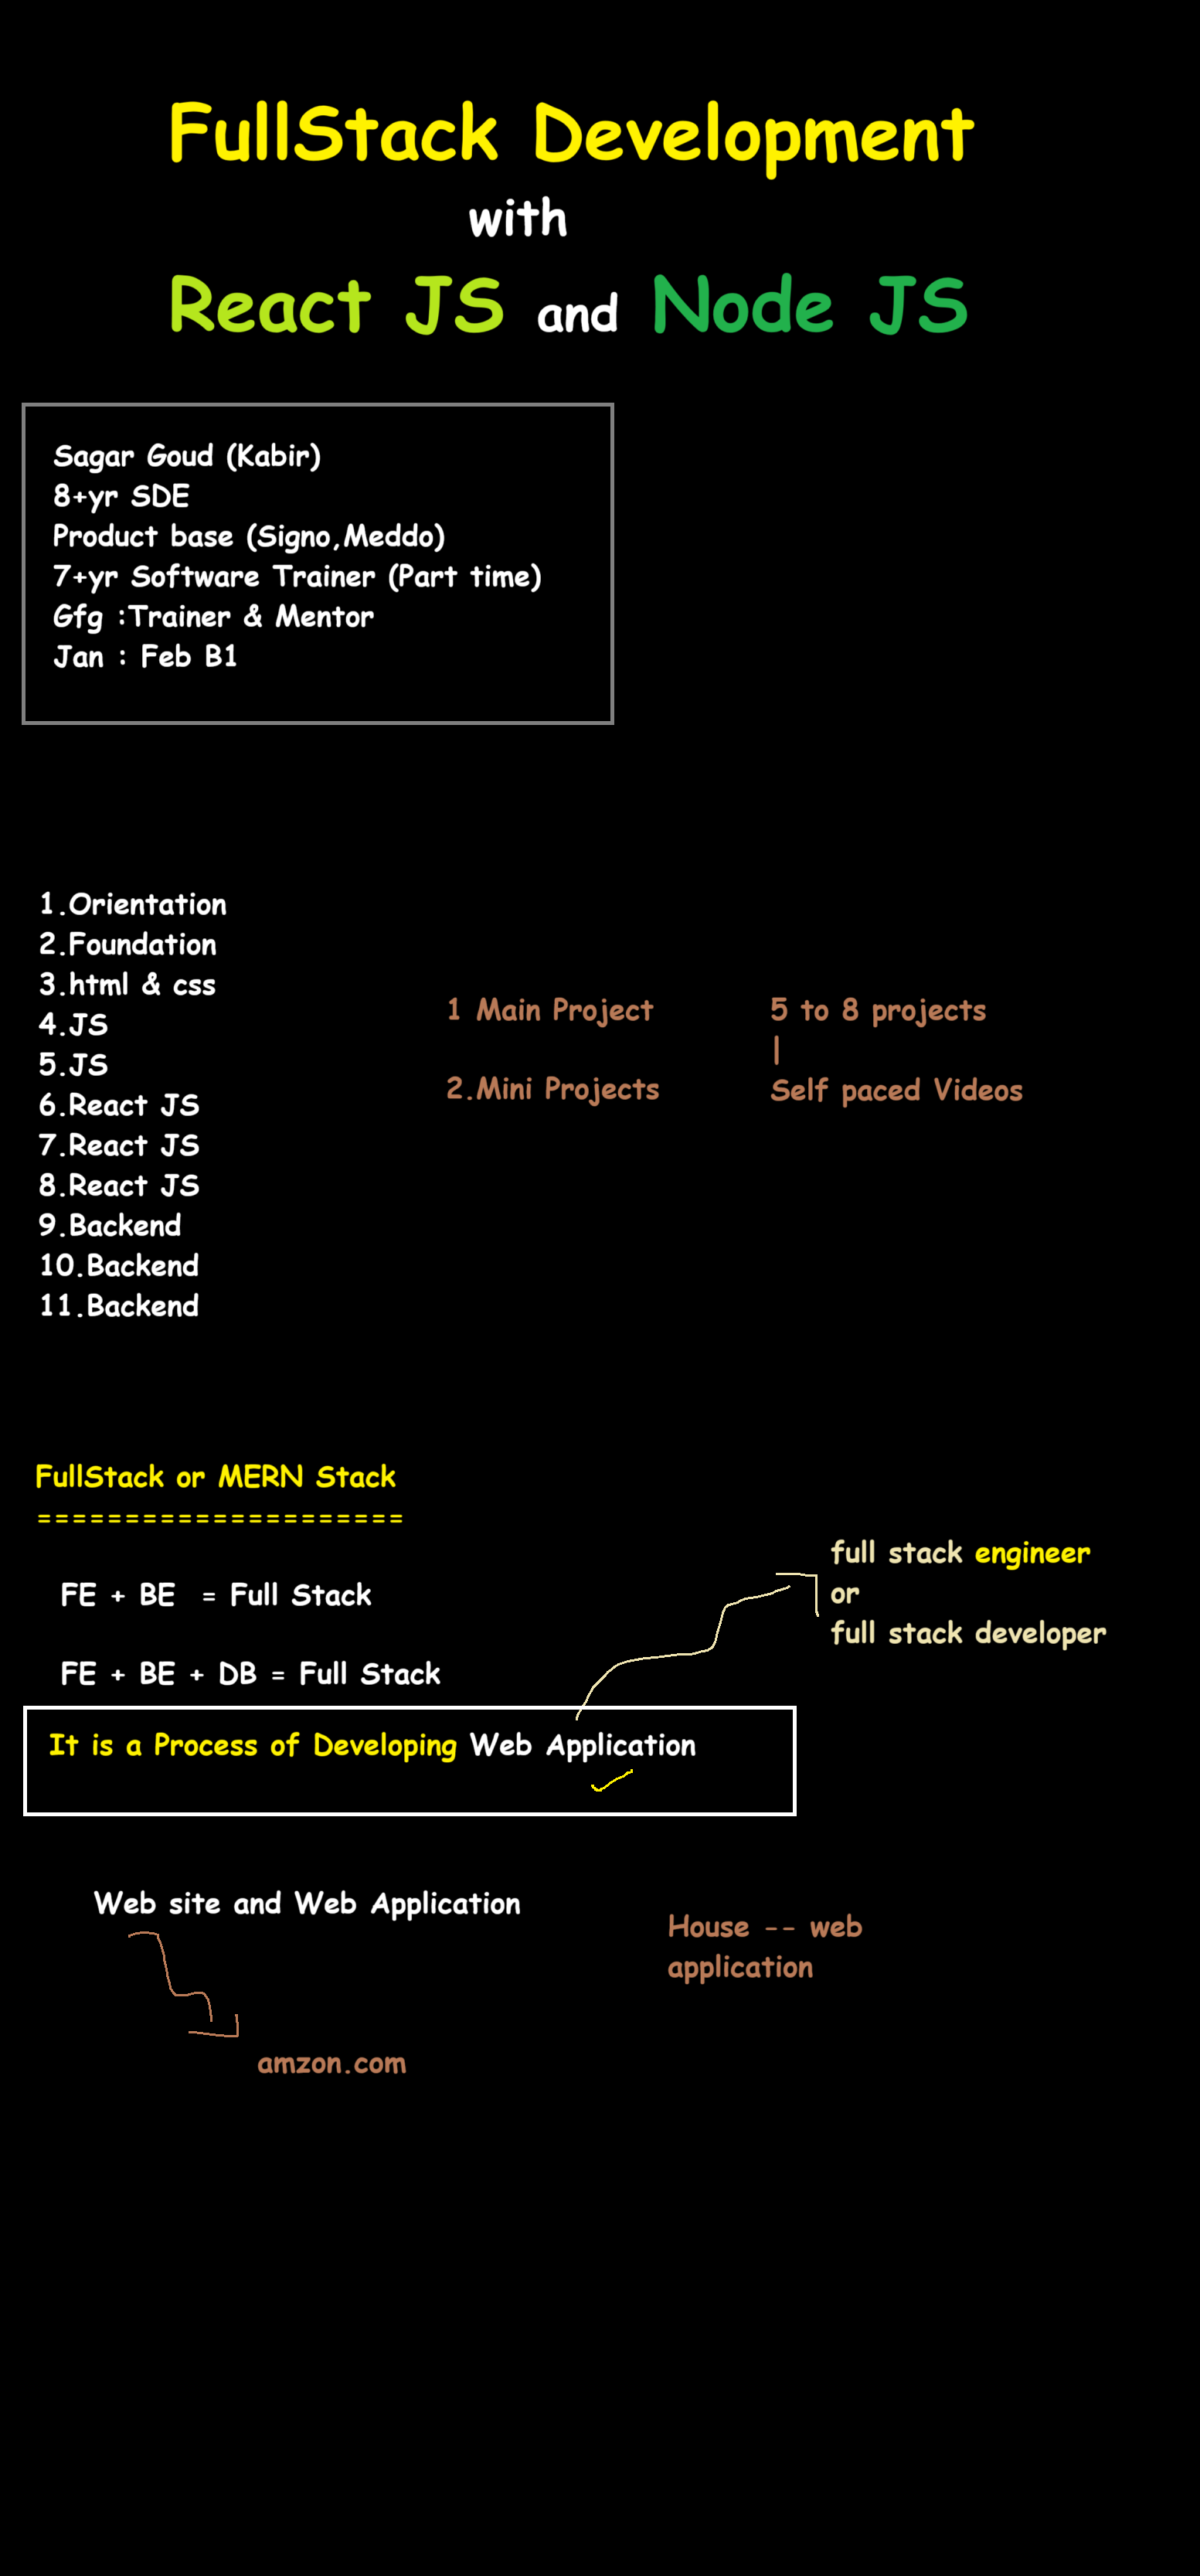 FullStack Development
with
React JS and Node JS
Sagar Goud (Kabir)
8+yr SDE
Product base (Signo,Meddo)
7+yr Software Trainer (Part time)
Gfg :Trainer & Mentor
Jan : Feb B1
1.Orientation
2.Foundation
3.html & css
4.JS
5.JS
6.React JS
7.React JS
8.React JS
9.Backend
10.Backend
11.Backend
1 Main Project
2.Mini Projects
5 to 8 projects
|
Self paced Videos
FullStack or MERN Stack
=====================
FE + BE = Full Stack
FE + BE + DB = Full Stack
full stack engineer
or
full stack developer
It is a Process of Developing Web Application
Web site and Web Application
House -- web
application
amzon.com